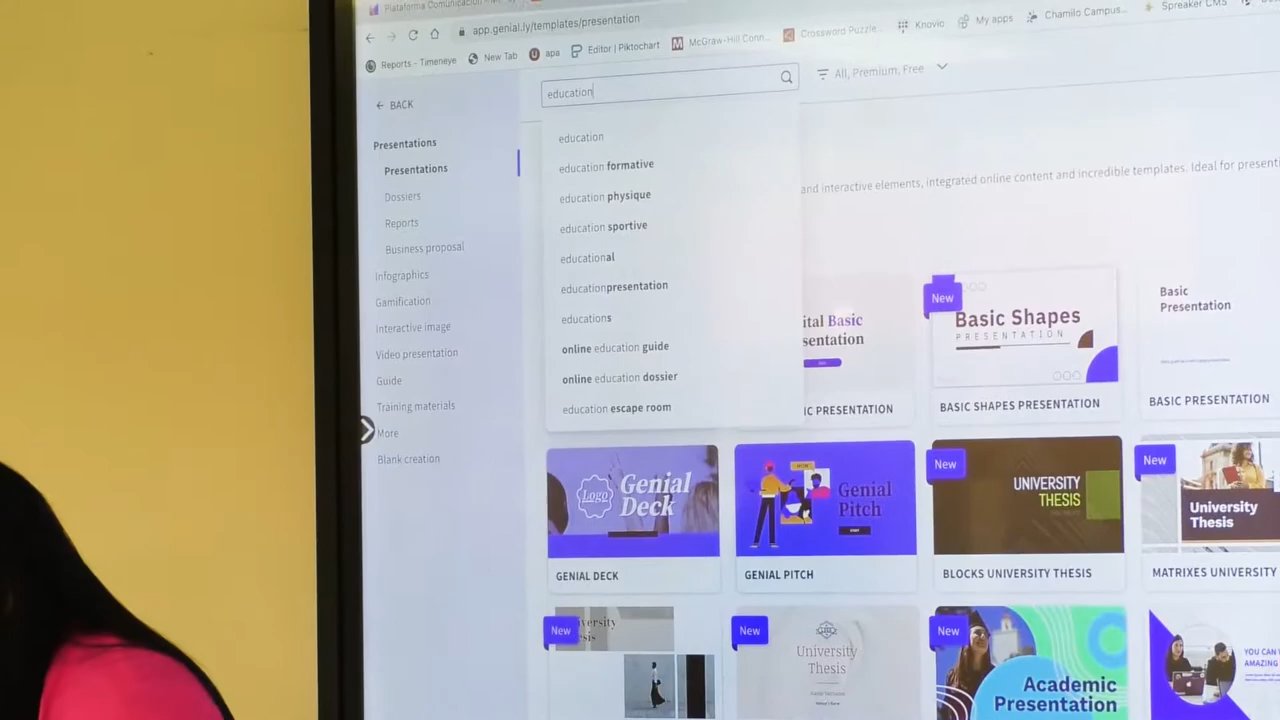 Plataforma Comunicación
app.genial.ly/templates/presentation
Reports - Timeneye
New Tab
apa
Editor | Piktochart
McGraw-Hill Conn...
Crossword Puzzle...
Knovio
My apps
Chamilo Campus...
Spreaker CMS
BACK
education
All, Premium, Free
Presentations
Presentations
Dossiers
Reports
Business proposal
Infographics
Gamification
Interactive image
Video presentation
Guide
Training materials
More
Blank creation
education
education formative
education physique
education sportive
educational
educationpresentation
educations
online education guide
online education dossier
education escape room
and interactive elements, integrated online content and incredible templates. Ideal for presenti
ital Basic
sentation
IC PRESENTATION
New
Basic Shapes
PRESENTATION
BASIC SHAPES PRESENTATION
Basic
Presentation
BASIC PRESENTATION
Logo
Genial
Deck
GENIAL DECK
Genial
Pitch
GENIAL PITCH
New
UNIVERSITY
THESIS
BLOCKS UNIVERSITY THESIS
New
University
Thesis
MATRIXES UNIVERSITY
New
versity
sis
New
University
Thesis
New
Academic
Presentation
YOU CAN
AMAZING